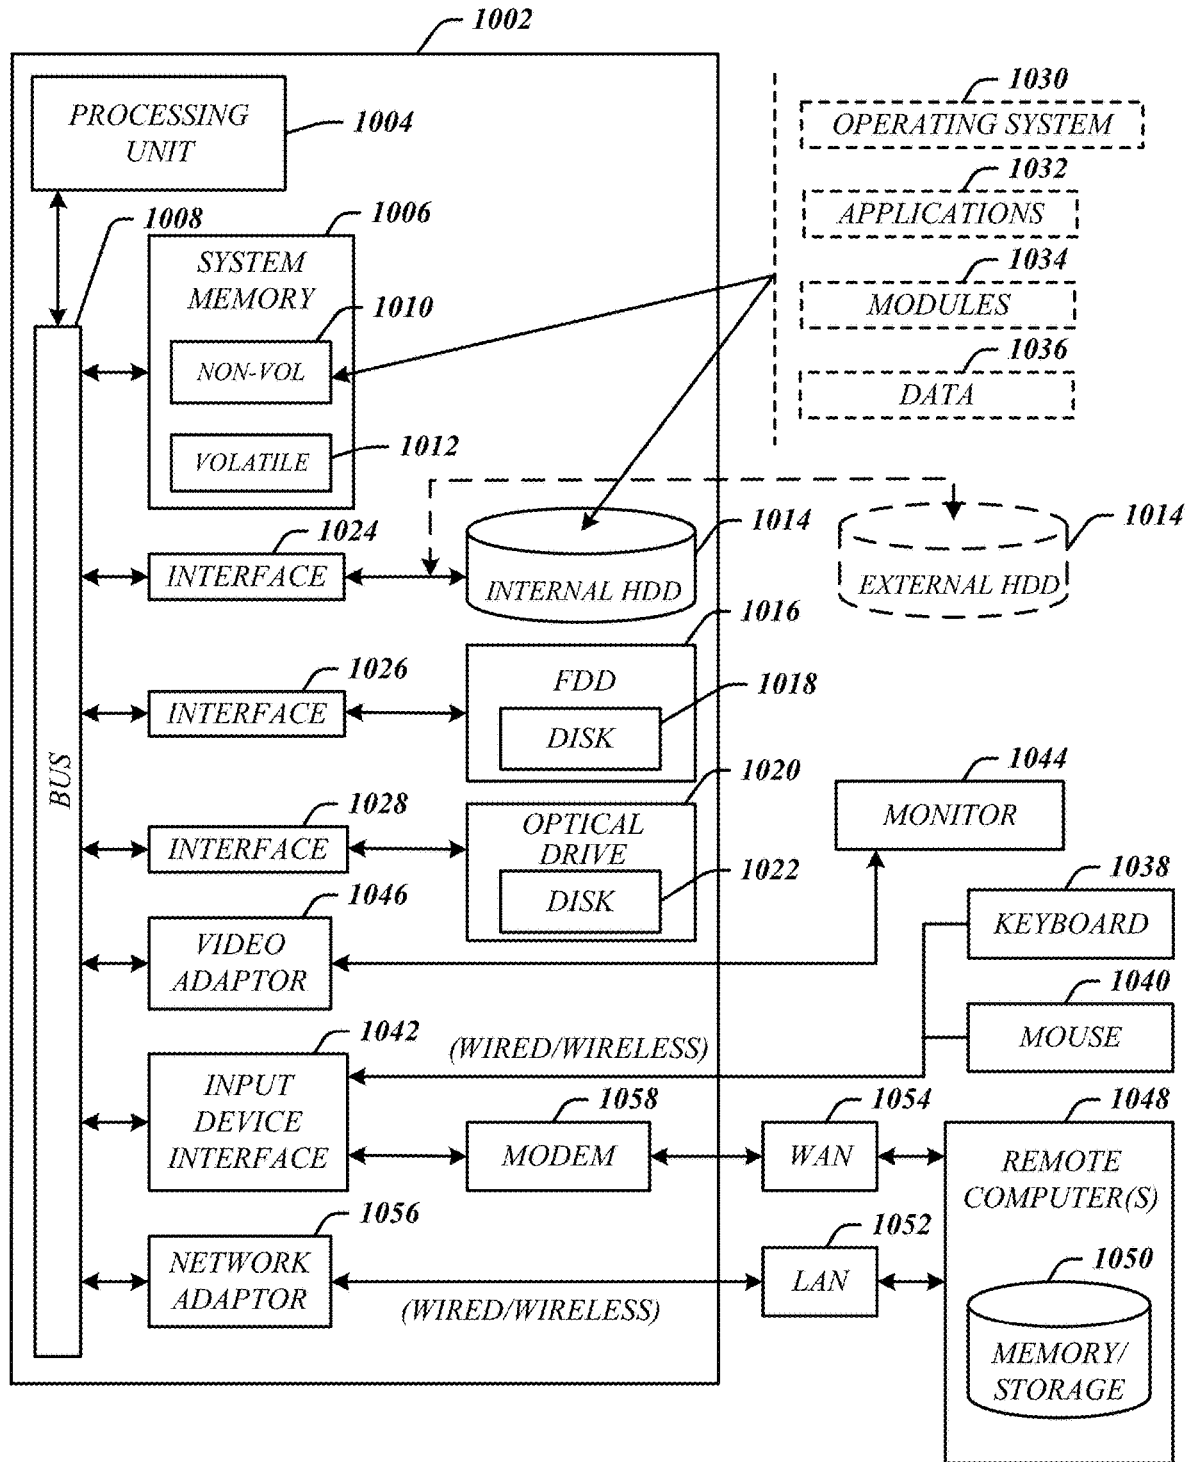 1002
PROCESSING
UNIT
1004
1030
OPERATING SYSTEM
1032
APPLICATIONS
1034
MODULES
1036
DATA
1008
1006
SYSTEM
MEMORY
1010
NON-VOL
1012
VOLATILE
BUS
1024
INTERFACE
1014
INTERNAL HDD
1014
EXTERNAL HDD
1026
INTERFACE
1016
FDD
1018
DISK
1028
INTERFACE
1020
OPTICAL
DRIVE
1022
DISK
1044
MONITOR
1046
VIDEO
ADAPTOR
1038
KEYBOARD
1040
MOUSE
1042
INPUT
DEVICE
INTERFACE
(WIRED/WIRELESS)
1058
MODEM
1054
WAN
1048
REMOTE
COMPUTER(S)
1056
NETWORK
ADAPTOR
(WIRED/WIRELESS)
1052
LAN
1050
MEMORY/
STORAGE